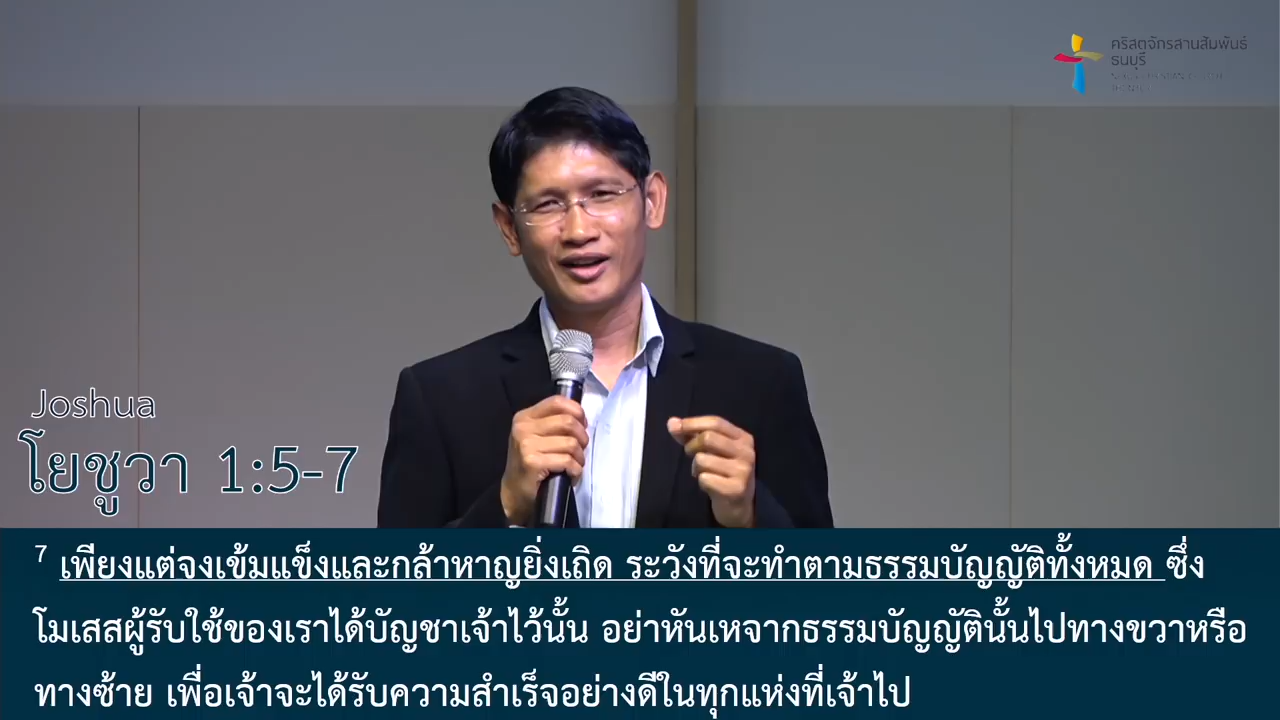 คริสตจักรสานสัมพันธ์
ธนบุรี
Joshua
โยชูวา 1:5-7
7 เพียงแต่จงเข้มแข็งและกล้าหาญยิ่งเถิด ระวังที่จะทำตามธรรมบัญญัติทั้งหมด ซึ่ง
โมเสสผู้รับใช้ของเราได้บัญชาเจ้าไว้นั้น อย่าหันเหจากธรรมบัญญัตินั้นไปทางขวาหรือ
ทางซ้าย เพื่อเจ้าจะได้รับความสำเร็จอย่างดีในทุกแห่งที่เจ้าไป